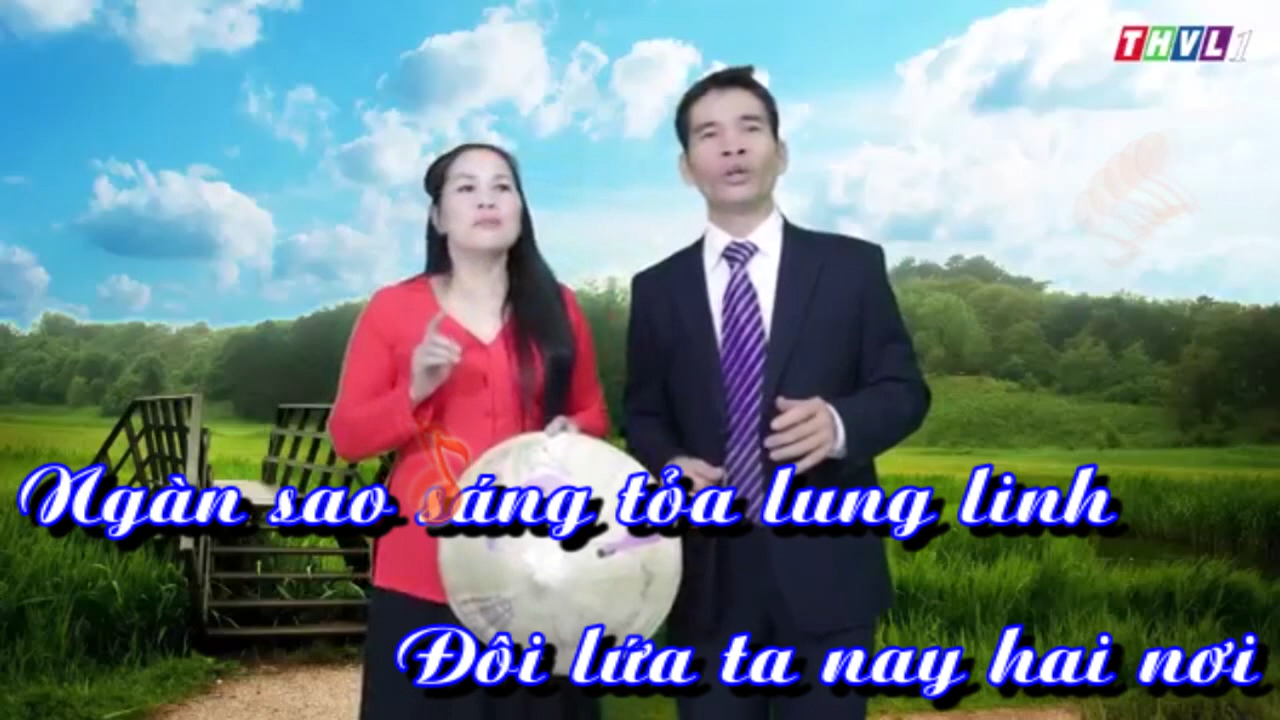 THVL1
Ngàn sao sáng tỏa lung linh
Đôi lứa ta nay hai nơi